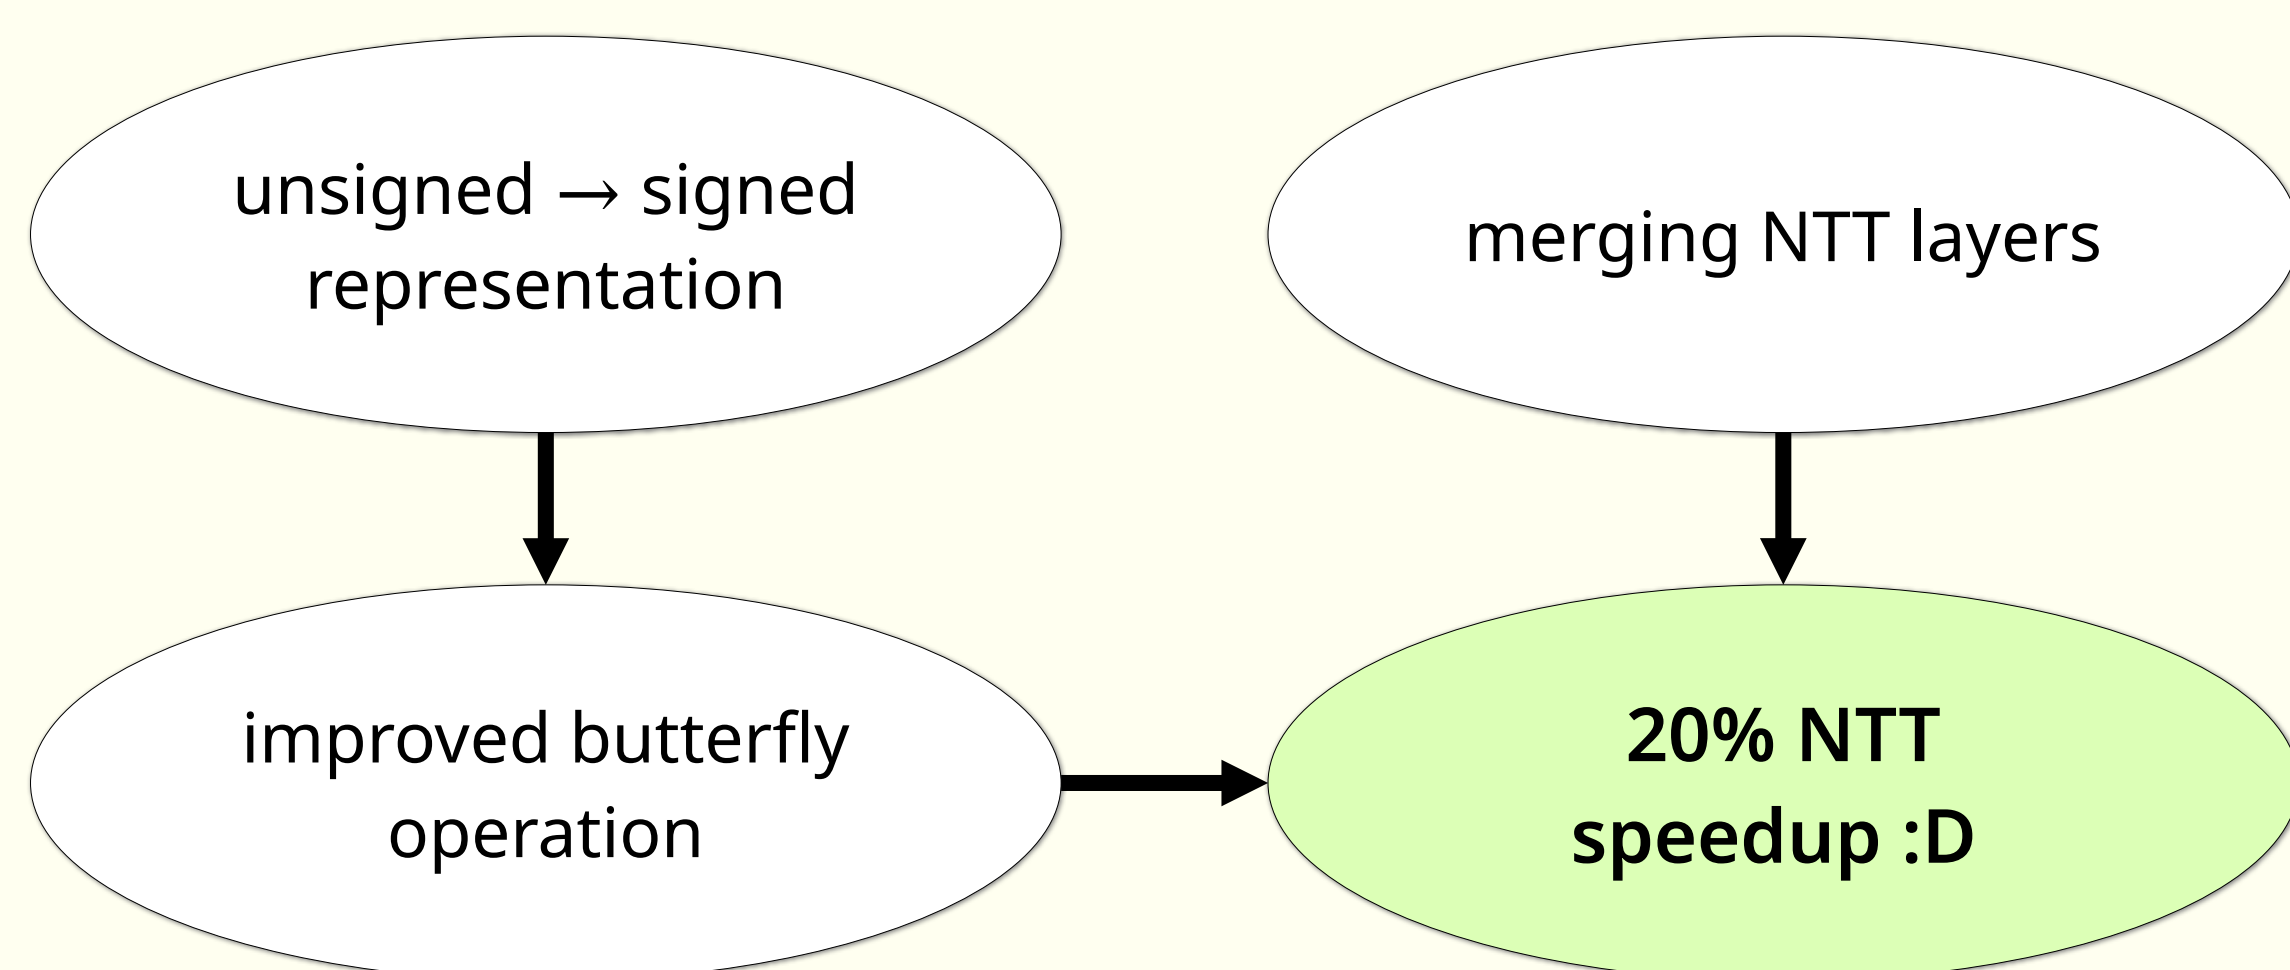 unsigned → signed
representation
merging NTT layers
improved butterfly
operation
20% NTT
speedup :D